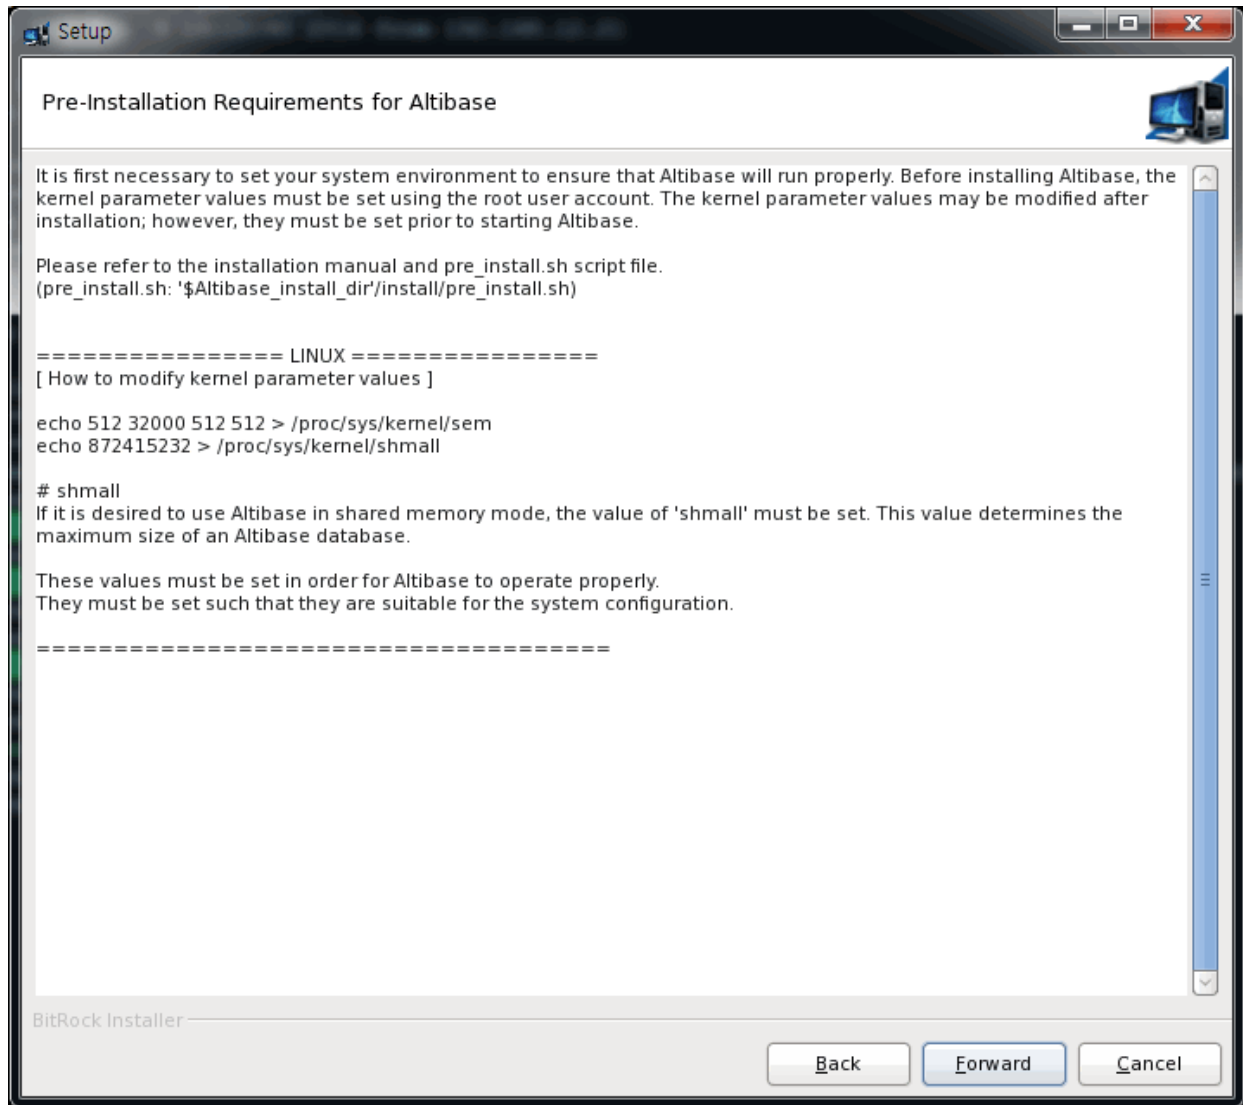 Setup
Pre-Installation Requirements for Altibase
It is first necessary to set your system environment to ensure that Altibase will run properly. Before installing Altibase, the
kernel parameter values must be set using the root user account. The kernel parameter values may be modified after
installation; however, they must be set prior to starting Altibase.
Please refer to the installation manual and pre_install.sh script file.
(pre_install.sh: '$Altibase_install_dir'/install/pre_install.sh)
================ LINUX ================
[ How to modify kernel parameter values ]
echo 512 32000 512 512 > /proc/sys/kernel/sem
echo 872415232 > /proc/sys/kernel/shmall
# shmall
If it is desired to use Altibase in shared memory mode, the value of 'shmall' must be set. This value determines the
maximum size of an Altibase database.
These values must be set in order for Altibase to operate properly.
They must be set such that they are suitable for the system configuration.
=====================================
BitRock Installer
Back
Forward
Cancel